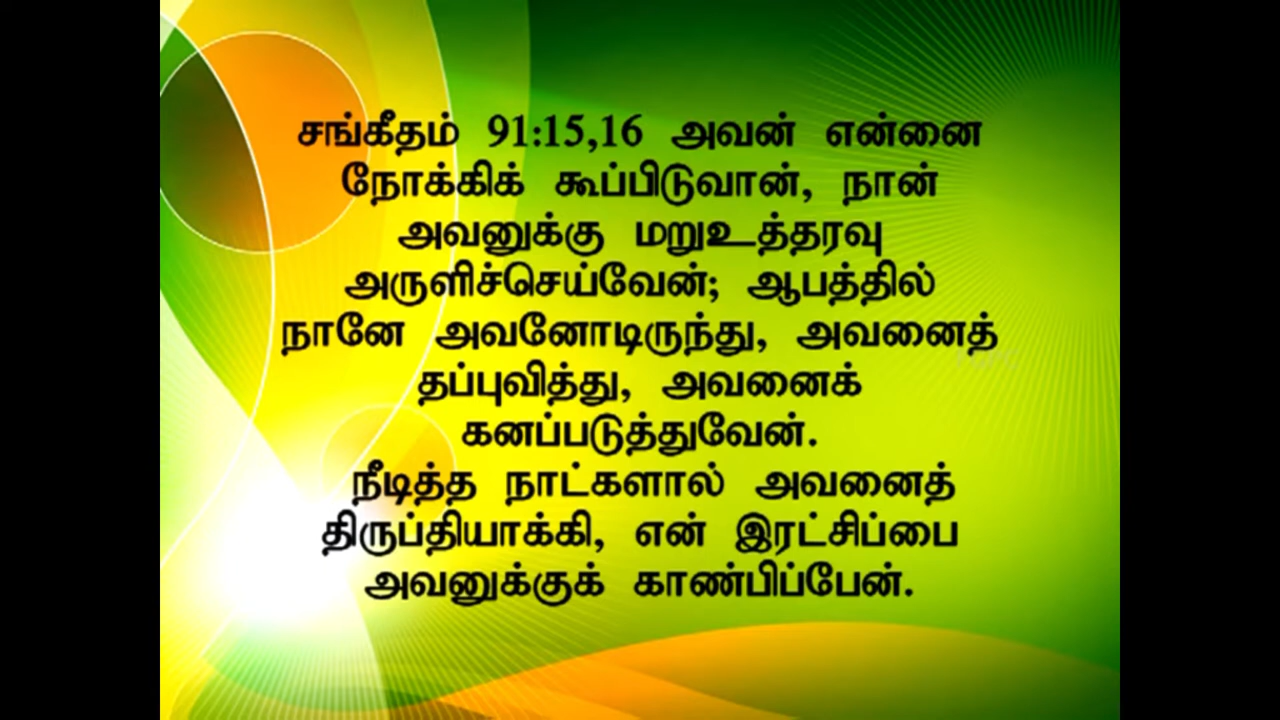 சங்கீதம் 91:15,16 அவன் என்னை
நோக்கிக் கூப்பிடுவான், நான்
அவனுக்கு மறுஉத்தரவு
அருளிச்செய்வேன்; ஆபத்தில்
நானே அவனோடிருந்து, அவனைத்
தப்புவித்து, அவனைக்
கனப்படுத்துவேன்.
நீடித்த நாட்களால் அவனைத்
திருப்தியாக்கி, என் இரட்சிப்பை
அவனுக்குக் காண்பிப்பேன்.